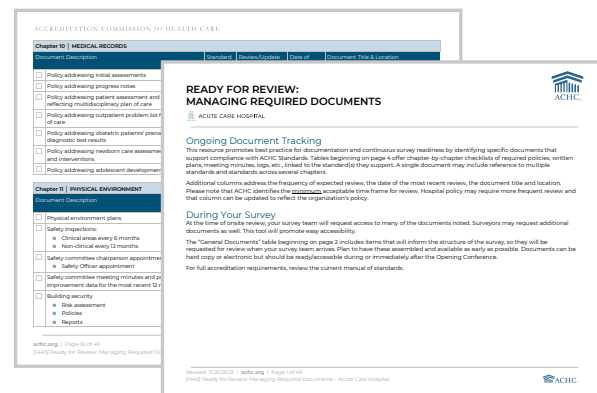 ACCREDITATION COMMISSION for HEALTH CARE
Chapter 10 | MEDICAL RECORDS
Document Description Standard Review/Update Date of Document Title & Location
Policy addressing initial assessments
Policy addressing progress notes
Policy addressing patient assessment and
reflecting multidisciplinary plan of care
Policy addressing outpatient problem list f
of care
Policy addressing obstetric patients' prena
diagnostic test results
Policy addressing newborn care assessme
and interventions
Policy addressing adolescent developmen
Chapter 11 | PHYSICAL ENVIRONMENT
Document Description
Physical environment plans
Safety inspections:
Clinical areas every 6 months
Non-clinical every 12 months
Safety committee chairperson appointmen
Safety Officer appointment
Safety committee meeting minutes and p
improvement data for the most recent 12 m
Building security
Risk assessment
Policies
Reports
achc.org | Page 16 of 49
[1445] Ready for Review: Managing Required Do
ACHC
READY FOR REVIEW:
MANAGING REQUIRED DOCUMENTS
ACUTE CARE HOSPITAL
Ongoing Document Tracking
This resource promotes best practice for documentation and continuous survey readiness by identifying specific documents that
support compliance with ACHC Standards. Tables beginning on page 4 offer chapter-by-chapter checklists of required policies, written
plans, meeting minutes, logs, etc., linked to the standard(s) they support. A single document may include reference to multiple
standards and standards across several chapters.
Additional columns address the frequency of expected review, the date of the most recent review, the document title and location.
Please note that ACHC identifies the minimum acceptable time frame for review. Hospital policy may require more frequent review and
that column can be updated to reflect the organization's policy.
During Your Survey
At the time of onsite review, your survey team will request access to many of the documents noted. Surveyors may request additional
documents as well. This tool will promote easy accessibility.
The "General Documents" table beginning on page 2 includes items that will inform the structure of the survey, so they will be
requested for review when your survey team arrives. Plan to have these assembled and available as early as possible. Documents can be
hard copy or electronic but should be ready/accessible during or immediately after the Opening Conference.
For full accreditation requirements, review the current manual of standards.
Revised 11/20/2023 | achc.org | Page 1 of 49
[1445] Ready for Review: Managing Required Documents – Acute Care Hospital
ACHC